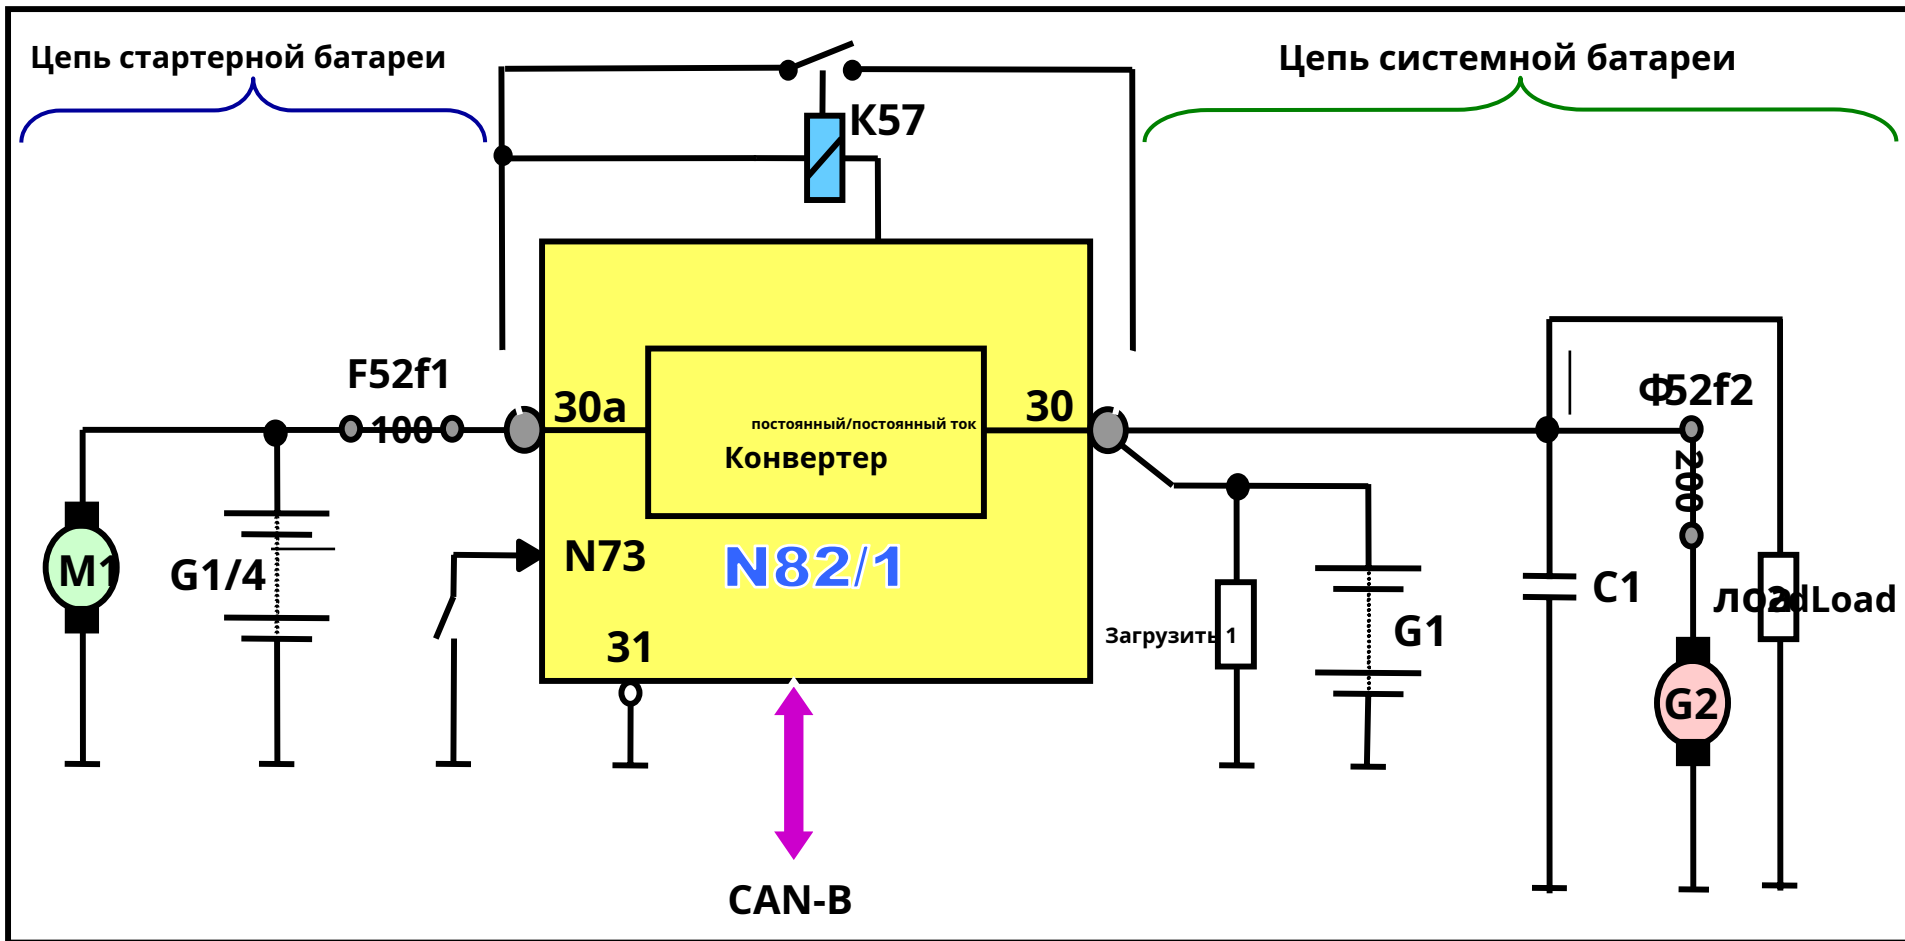 Цепь стартерной батареи
Цепь системной батареи
K57
F52f1
100
30a
30
постоянный/постоянный ток
Конвертер
Ф52f2
200
M1
G1/4
N73
N82/1
31
Загрузить 1
G1
C1
G2
CAN-B